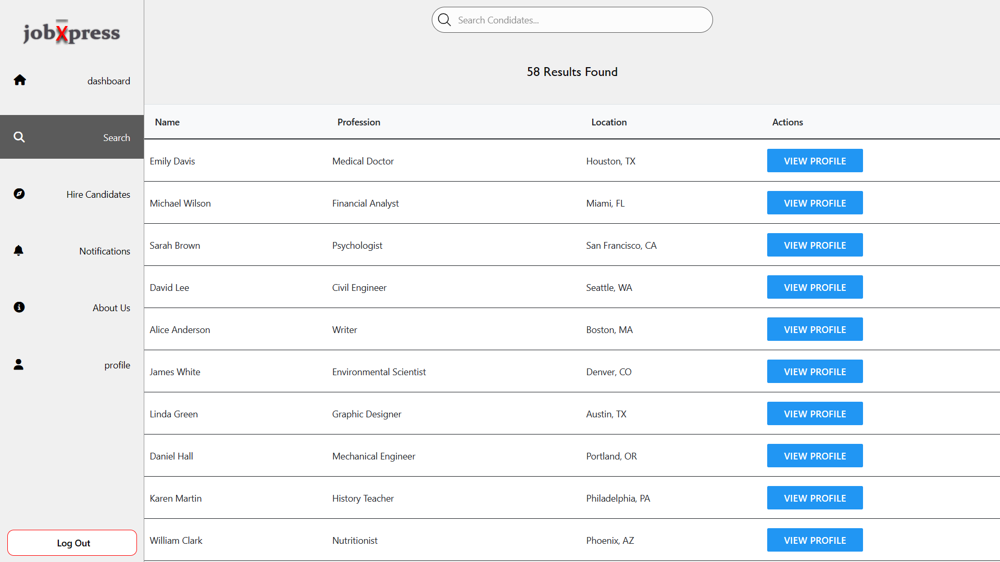 jobXpress
dashboard
Search
Hire Candidates
Notifications
About Us
profile
Log Out
Search Condidates...
58 Results Found
Name Profession Location Actions
Emily Davis Medical Doctor Houston, TX VIEW PROFILE
Michael Wilson Financial Analyst Miami, FL VIEW PROFILE
Sarah Brown Psychologist San Francisco, CA VIEW PROFILE
David Lee Civil Engineer Seattle, WA VIEW PROFILE
Alice Anderson Writer Boston, MA VIEW PROFILE
James White Environmental Scientist Denver, CO VIEW PROFILE
Linda Green Graphic Designer Austin, TX VIEW PROFILE
Daniel Hall Mechanical Engineer Portland, OR VIEW PROFILE
Karen Martin History Teacher Philadelphia, PA VIEW PROFILE
William Clark Nutritionist Phoenix, AZ VIEW PROFILE